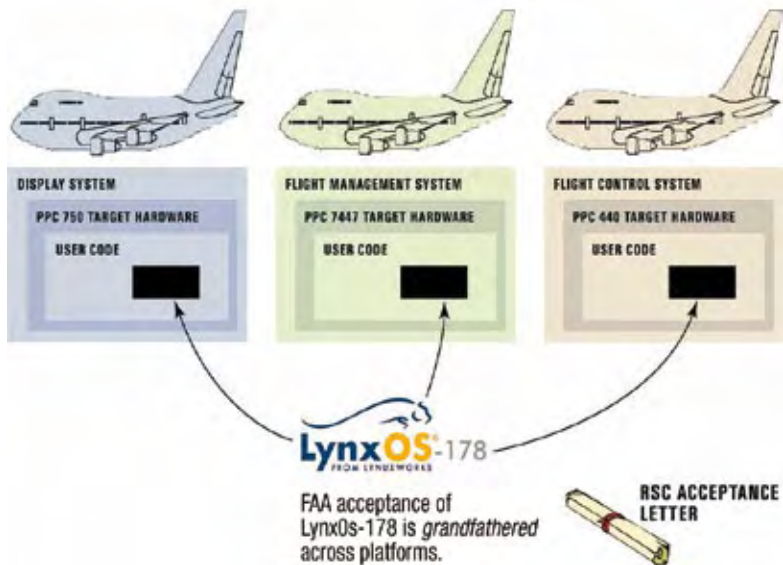 DISPLAY SYSTEM
PPC 750 TARGET HARDWARE
USER CODE
FLIGHT MANAGEMENT SYSTEM
PPC 7447 TARGET HARDWARE
USER CODE
FLIGHT CONTROL SYSTEM
PPC 440 TARGET HARDWARE
USER CODE
LynxOS®-178
FROM LYNUXWORKS
FAA acceptance of
LynxOs-178 is grandfathered
across platforms.
RSC ACCEPTANCE
LETTER